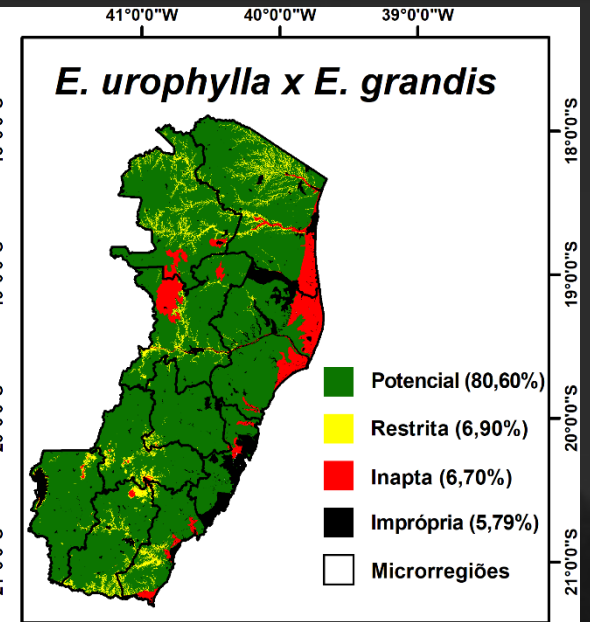 41°0'0"W 40°0'0"W 39°0'0"W
E. urophylla x E. grandis
18°0'0"S
19°0'0"S
20°0'0"S
21°0'0"S
Potencial (80,60%)
Restrita (6,90%)
Inapta (6,70%)
Imprópria (5,79%)
Microrregiões